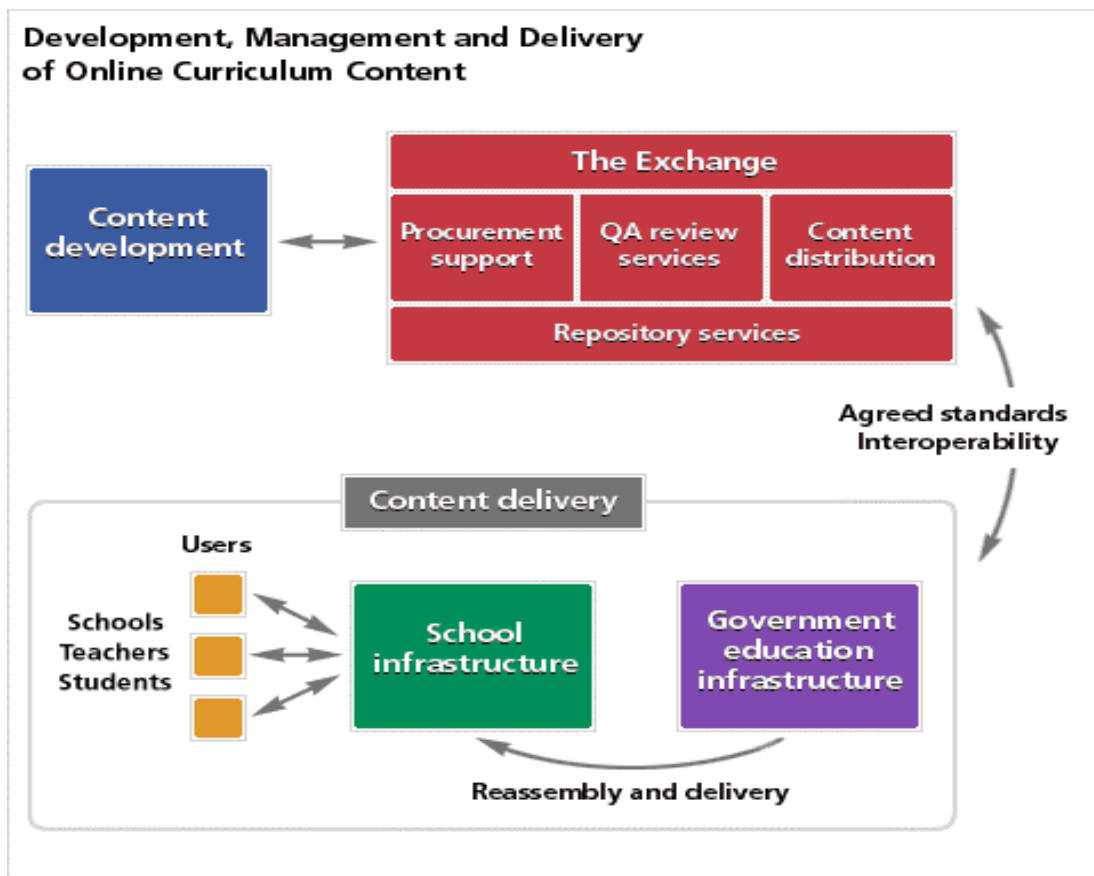 Development, Management and Delivery
of Online Curriculum Content
The Exchange
Content
development
Procurement
support
QA review
services
Content
distribution
Repository services
Agreed standards
Interoperability
Content delivery
Users
Schools
Teachers
Students
School
infrastructure
Government
education
infrastructure
Reassembly and delivery